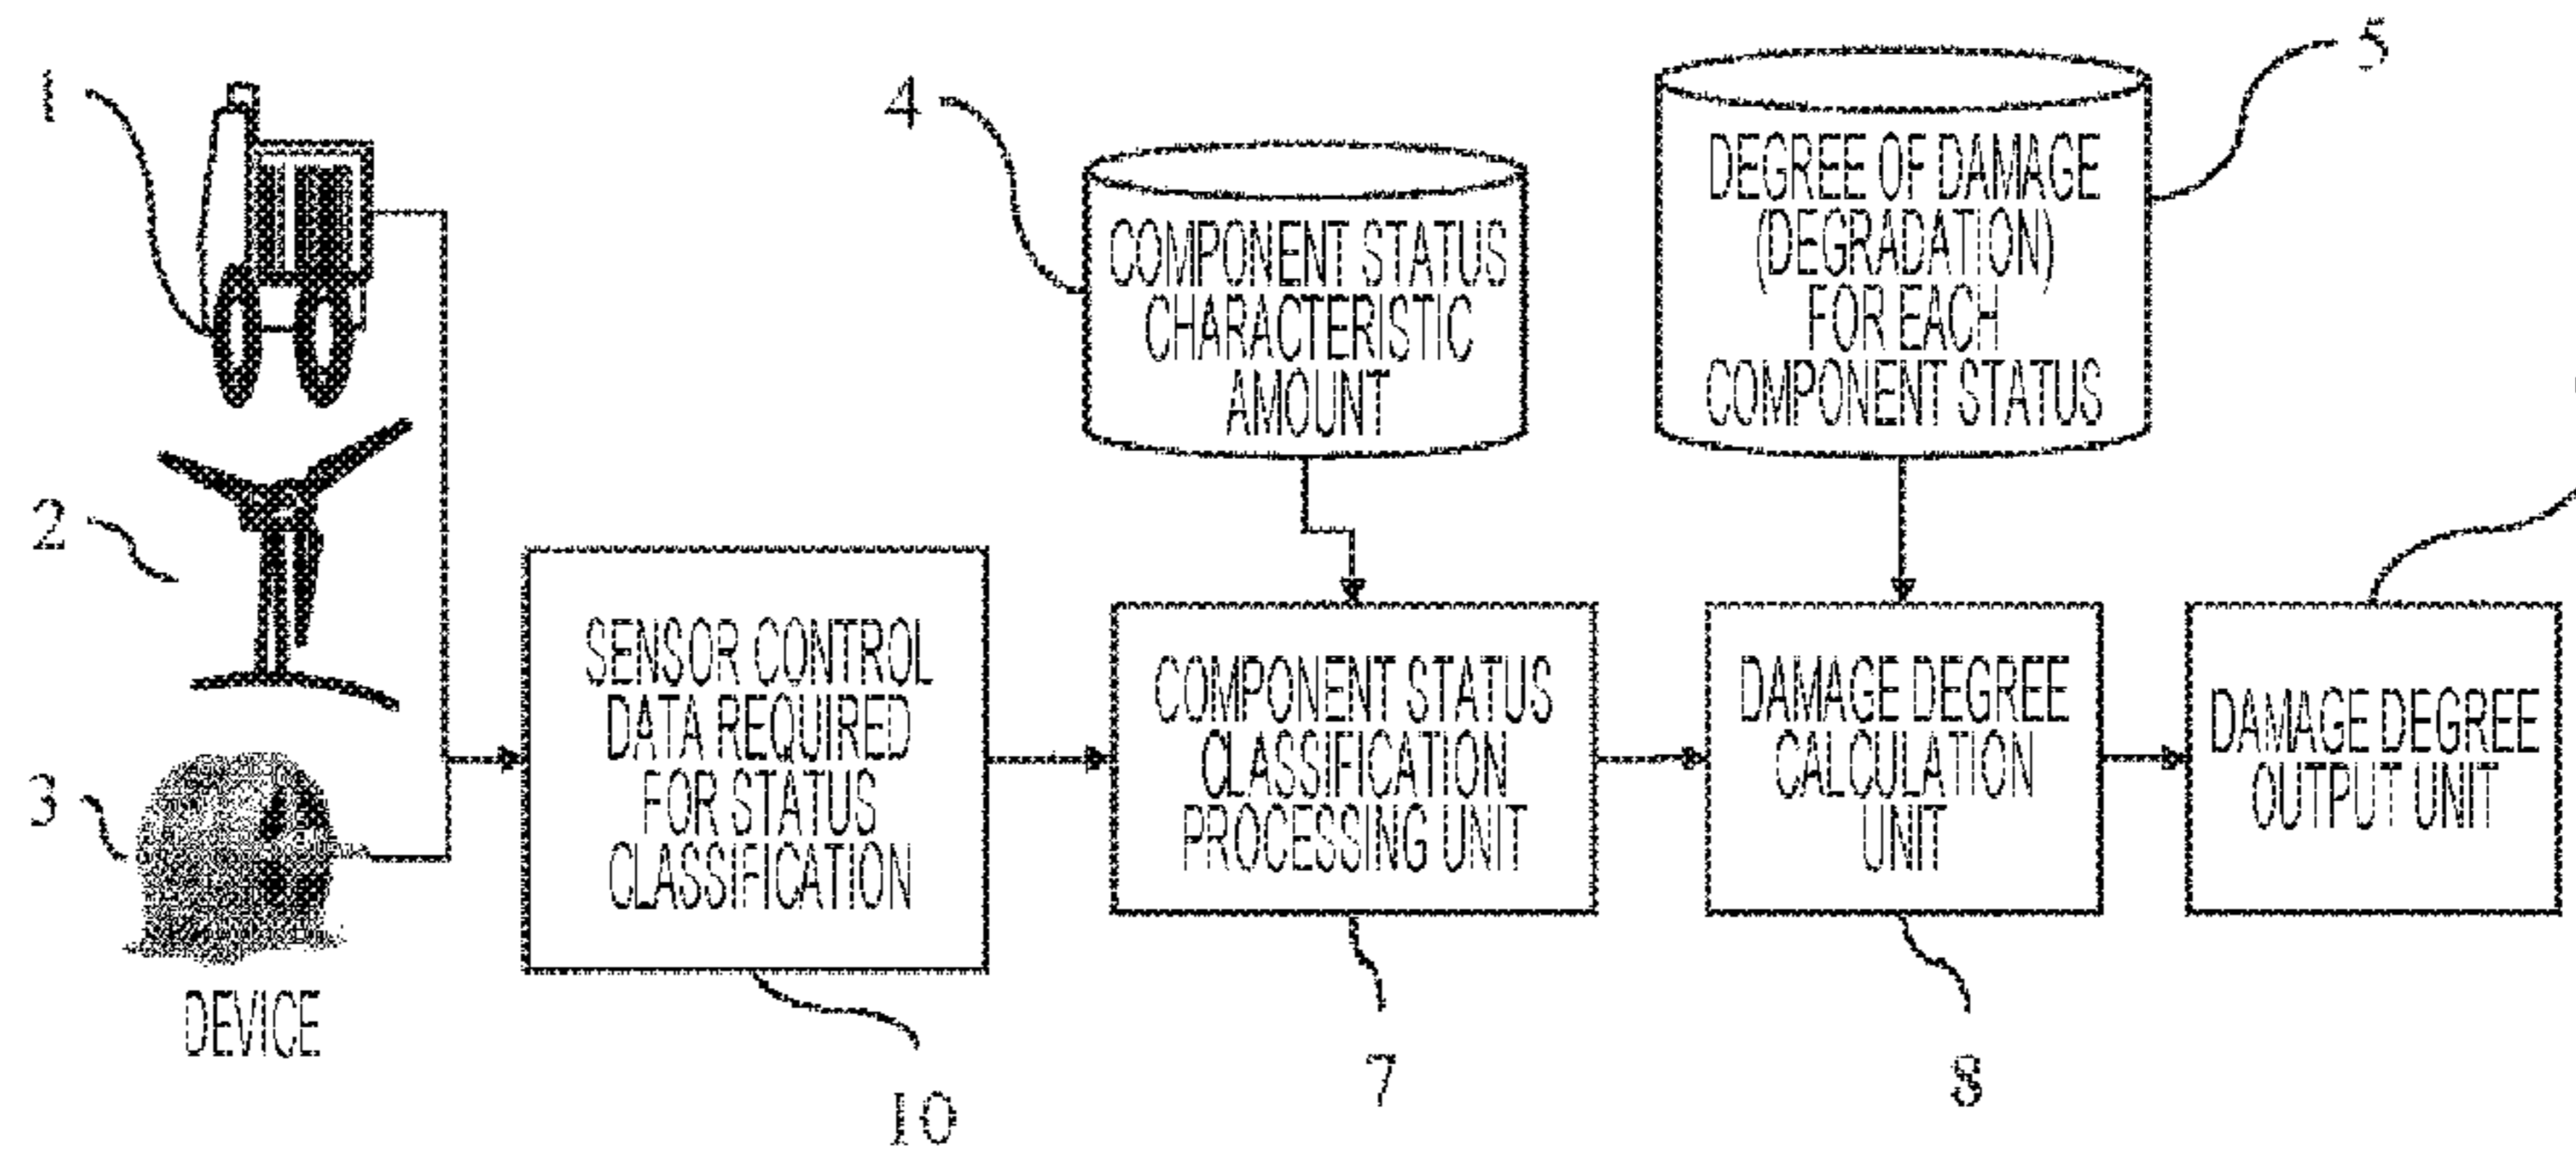 1
4
5
COMPONENT STATUS
CHARACTERISTIC
AMOUNT
DEGREE OF DAMAGE
(DEGRADATION)
FOR EACH
COMPONENT STATUS
2
3
DEVICE
SENSOR CONTROL
DATA REQUIRED
FOR STATUS
CLASSIFICATION
10
COMPONENT STATUS
CLASSIFICATION
PROCESSING UNIT
7
DAMAGE DEGREE
CALCULATION
UNIT
8
DAMAGE DEGREE
OUTPUT UNIT